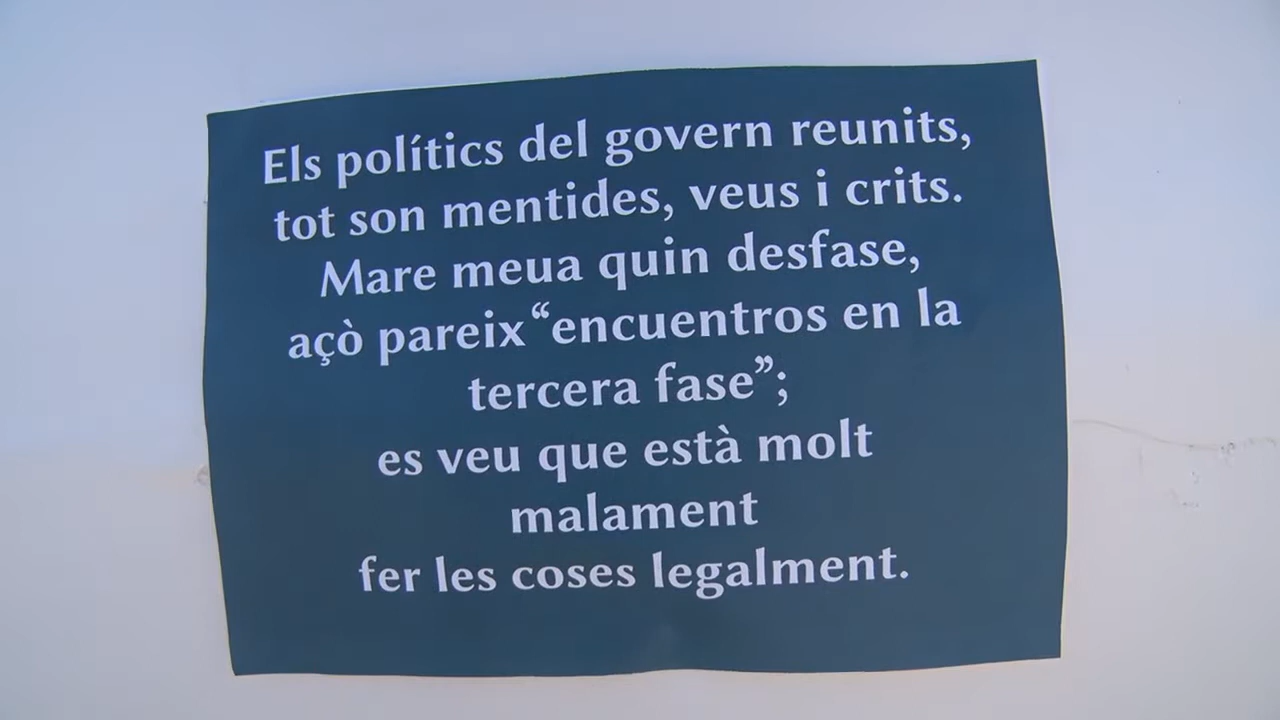 Els polítics del govern reunits,
tot son mentides, veus i crits.
Mare meua quin desfase,
açò pareix “encuentros en la
tercera fase”;
es veu que està molt
malament
fer les coses legalment.